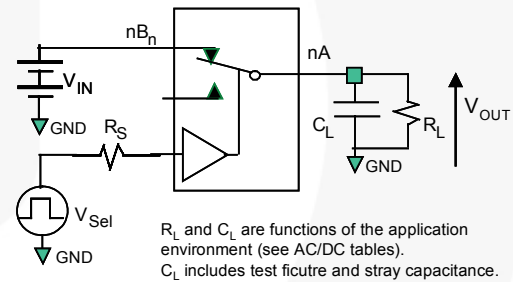 nBn
nA
VIN
GND
RS
CL
RL
VOUT
GND
VSel
GND
RL and CL are functions of the application
environment (see AC/DC tables).
CL includes test ficutre and stray capacitance.